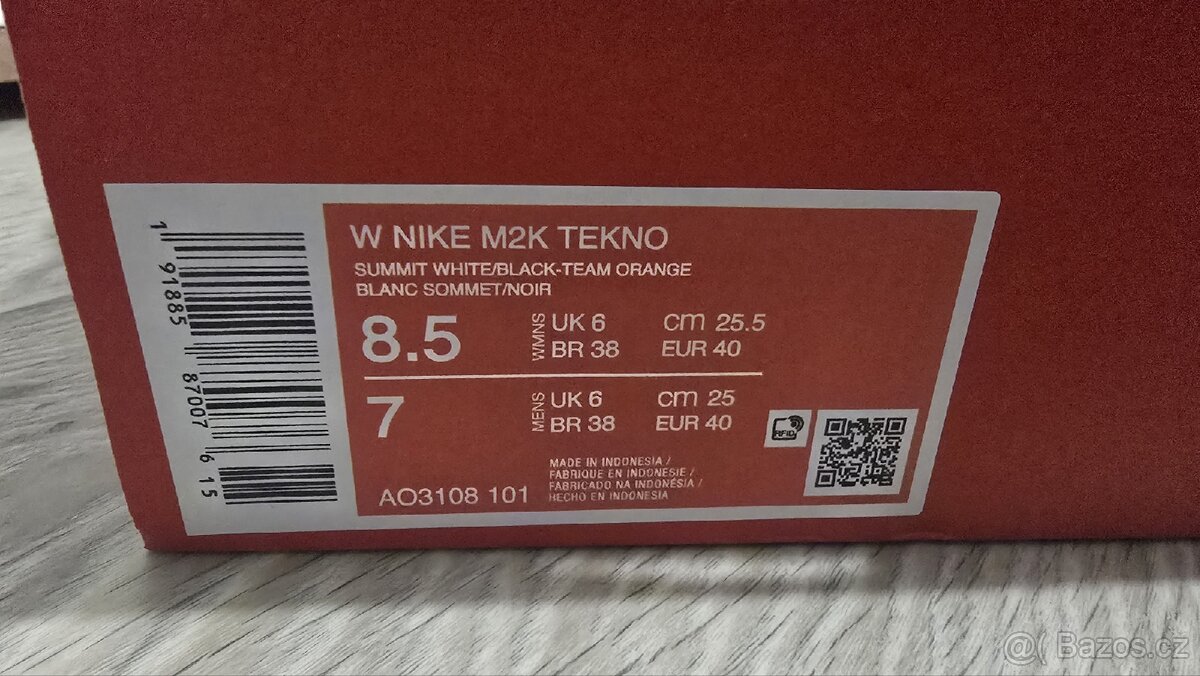 W NIKE M2K TEKNO
SUMMIT WHITE/BLACK-TEAM ORANGE
BLANC SOMMET/NOIR
8.5 WMNS UK 6 cm 25.5
BR 38 EUR 40
7 MENS UK 6 cm 25
BR 38 EUR 40
RFID
MADE IN INDONESIA /
FABRIQUE EN INDONESIE /
FABRICADO NA INDONÉSIA /
HECHO EN INDONESIA
AO3108 101
1 91885 87007 6 15
@( Bazos.cz